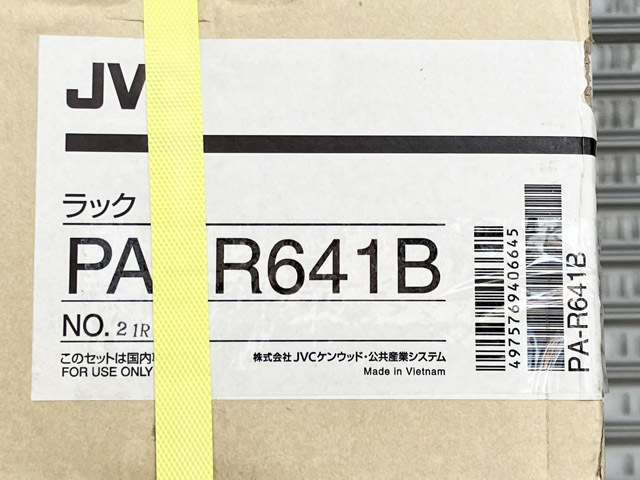 JV
ラック
PA R641B
NO. 21R
このセットは国内
株式会社 JVCケンウッド・公共産業システム
FOR USE ONLY
Made in Vietnam
4975769406645
PA-R641B